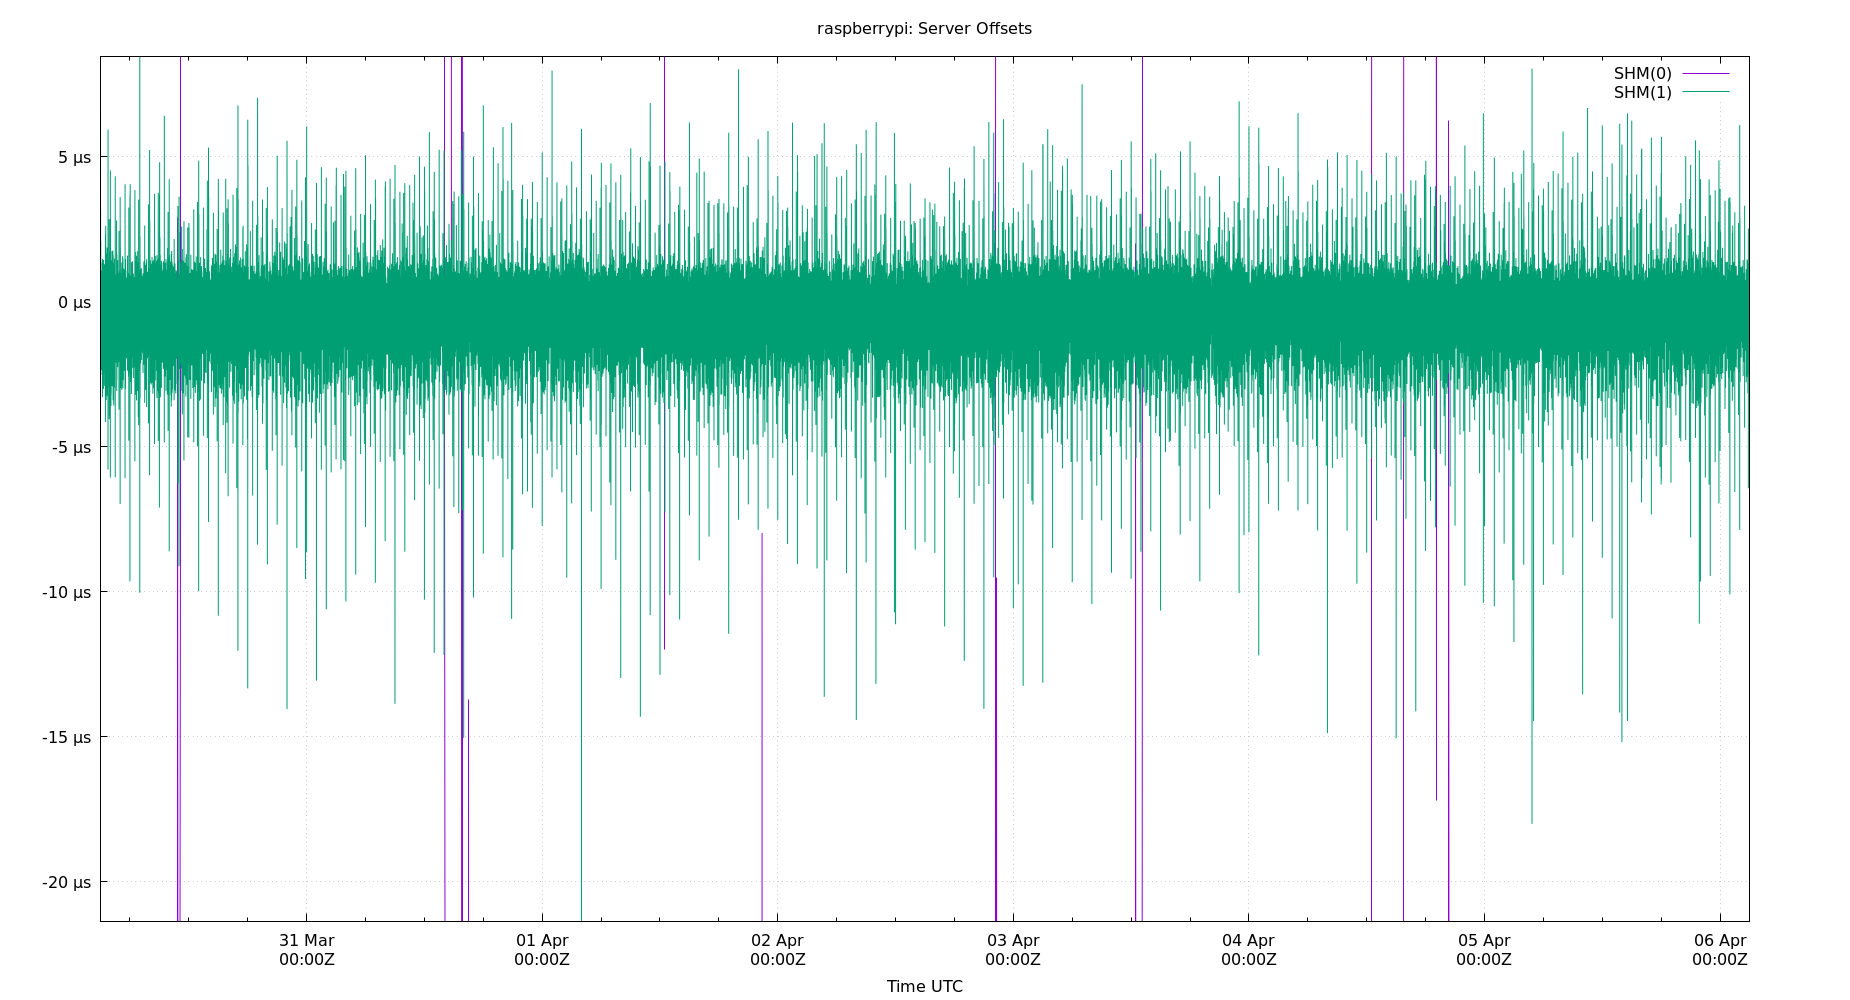 raspberrypi: Server Offsets
SHM(0)
SHM(1)
5 µs
0 µs
-5 µs
-10 µs
-15 µs
-20 µs
31 Mar 01 Apr 02 Apr 03 Apr 04 Apr 05 Apr 06 Apr
00:00Z 00:00Z 00:00Z 00:00Z 00:00Z 00:00Z 00:00Z
Time UTC